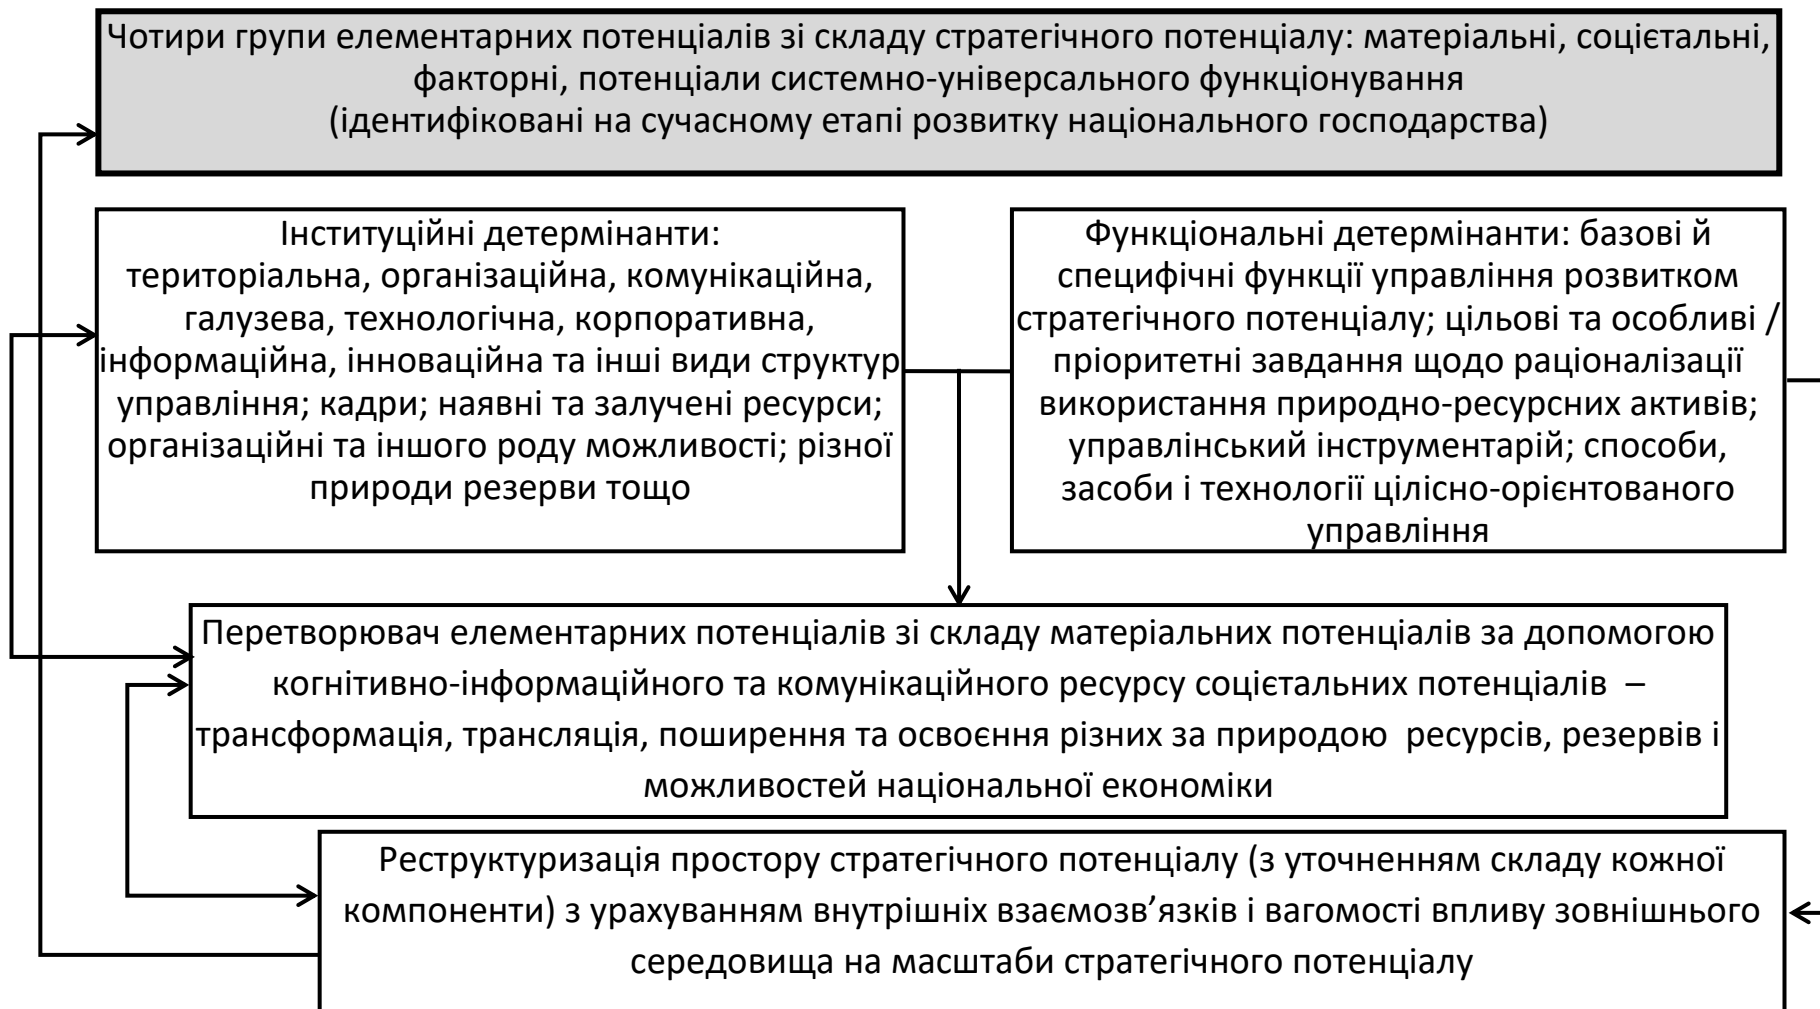 Чотири групи елементарних потенціалів зі складу стратегічного потенціалу: матеріальні, соцієтальні,
факторні, потенціали системно-універсального функціонування
(ідентифіковані на сучасному етапі розвитку національного господарства)
Інституційні детермінанти:
територіальна, організаційна, комунікаційна,
галузева, технологічна, корпоративна,
інформаційна, інноваційна та інші види структур
управління; кадри; наявні та залучені ресурси;
організаційні та іншого роду можливості; різної
природи резерви тощо
Функціональні детермінанти: базові й
специфічні функції управління розвитком
стратегічного потенціалу; цільові та особливі /
пріоритетні завдання щодо раціоналізації
використання природно-ресурсних активів;
управлінський інструментарій; способи,
засоби і технології цілісно-орієнтованого
управління
Перетворювач елементарних потенціалів зі складу матеріальних потенціалів за допомогою
когнітивно-інформаційного та комунікаційного ресурсу соцієтальних потенціалів –
трансформація, трансляція, поширення та освоєння різних за природою ресурсів, резервів і
можливостей національної економіки
Реструктуризація простору стратегічного потенціалу (з уточненням складу кожної
компоненти) з урахуванням внутрішніх взаємозв’язків і вагомості впливу зовнішнього
середовища на масштаби стратегічного потенціалу